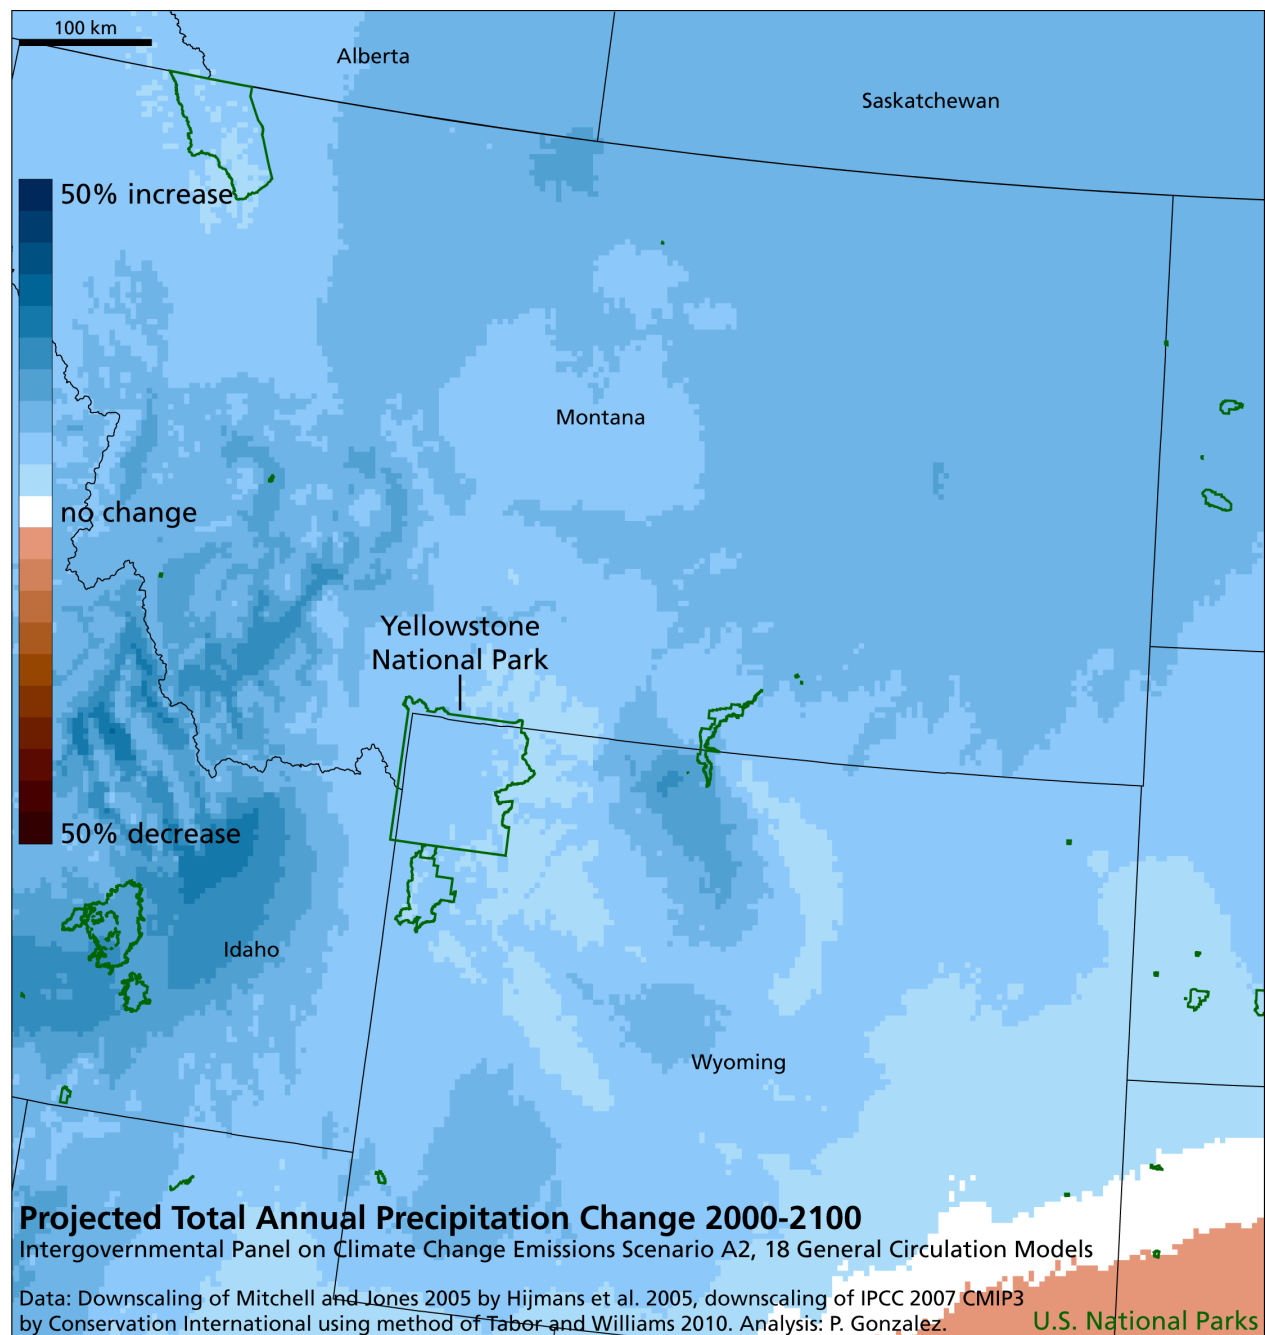 100 km
Alberta
Saskatchewan
50% increase
Montana
no change
Yellowstone
National Park
50% decrease
Idaho
Wyoming
Projected Total Annual Precipitation Change 2000-2100
Intergovernmental Panel on Climate Change Emissions Scenario A2, 18 General Circulation Models
Data: Downscaling of Mitchell and Jones 2005 by Hijmans et al. 2005, downscaling of IPCC 2007 CMIP3
by Conservation International using method of Tabor and Williams 2010. Analysis: P. Gonzalez.
U.S. National Parks